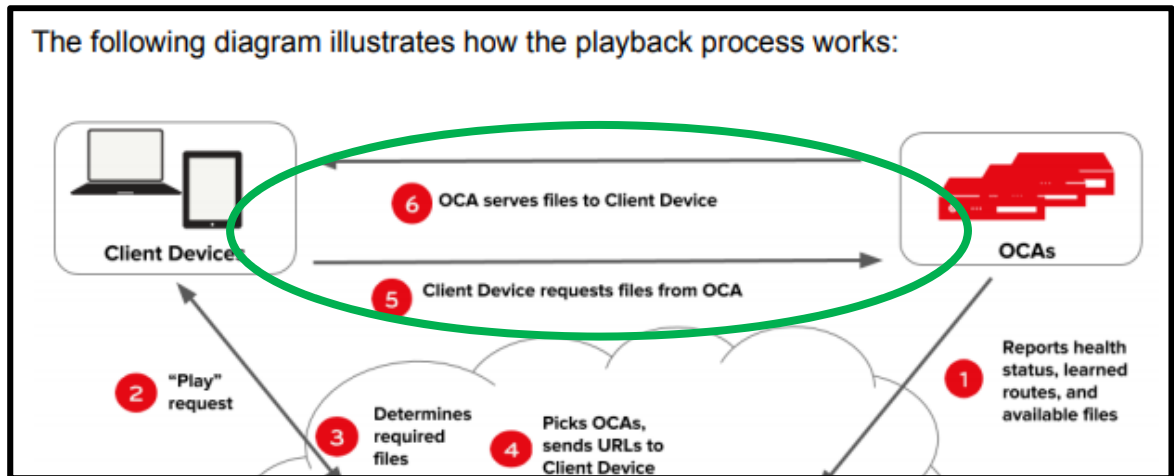 The following diagram illustrates how the playback process works:
6 OCA serves files to Client Device
Client Devices
OCAs
5 Client Device requests files from OCA
2 "Play"
request
3 Determines
required
files
4 Picks OCAs,
sends URLs to
Client Device
1 Reports health
status, learned
routes, and
available files